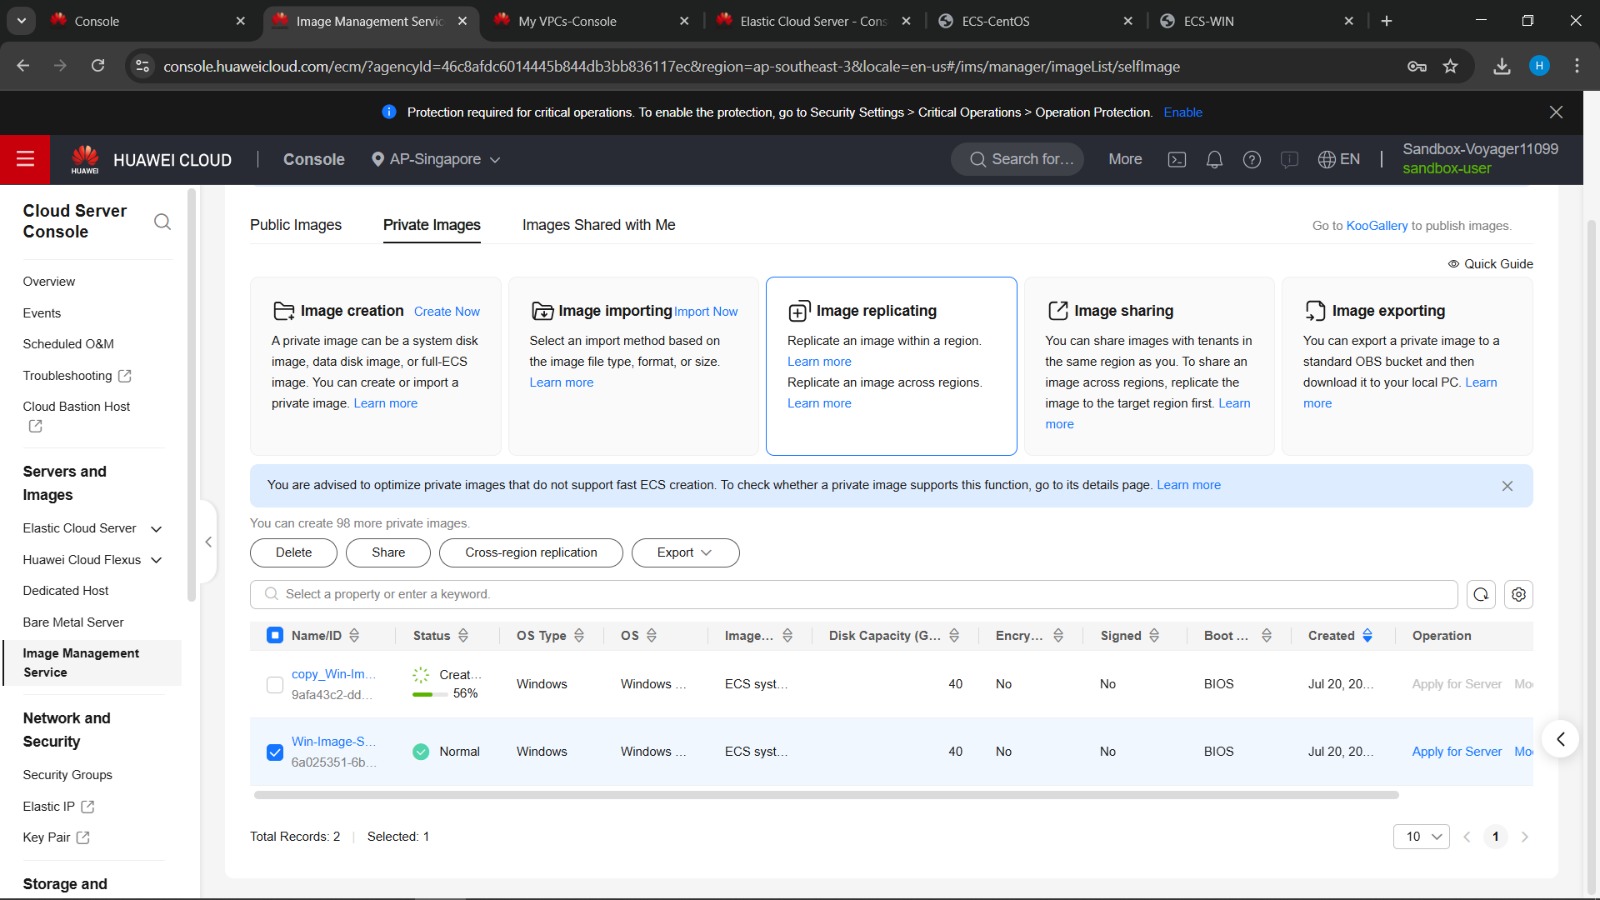 Console
Image Management Servic
My VPCs-Console
Elastic Cloud Server - Cons
ECS-CentOS
ECS-WIN
console.huaweicloud.com/ecm/?agencyId=46c8afdc6014445b844db3bb836117ec&region=ap-southeast-3&locale=en-us#/ims/manager/imageList/selfImage
H
Protection required for critical operations. To enable the protection, go to Security Settings > Critical Operations > Operation Protection. Enable
HUAWEI
HUAWEI CLOUD
Console
AP-Singapore
Search for...
More
EN
Sandbox-Voyager11099
sandbox-user
Cloud Server
Console
Overview
Events
Scheduled O&M
Troubleshooting
Cloud Bastion Host
Servers and
Images
Elastic Cloud Server
Huawei Cloud Flexus
Dedicated Host
Bare Metal Server
Image Management
Service
Network and
Security
Security Groups
Elastic IP
Key Pair
Storage and
Public Images
Private Images
Images Shared with Me
Go to KooGallery to publish images.
Quick Guide
Image creation Create Now
A private image can be a system disk
image, data disk image, or full-ECS
image. You can create or import a
private image. Learn more
Image importing Import Now
Select an import method based on
the image file type, format, or size.
Learn more
Image replicating
Replicate an image within a region.
Learn more
Replicate an image across regions.
Learn more
Image sharing
You can share images with tenants in
the same region as you. To share an
image across regions, replicate the
image to the target region first. Learn
more
Image exporting
You can export a private image to a
standard OBS bucket and then
download it to your local PC. Learn
more
You are advised to optimize private images that do not support fast ECS creation. To check whether a private image supports this function, go to its details page. Learn more
You can create 98 more private images.
Delete
Share
Cross-region replication
Export
Select a property or enter a keyword.
Name/ID Status OS Type OS Image... Disk Capacity (G... Encry... Signed Boot ... Created Operation
copy_Win-Im... Creat... Windows Windows ... ECS syst... 40 No No BIOS Jul 20, 20... Apply for Server Mo
9afa43c2-dd... 56%
Win-Image-S... Normal Windows Windows ... ECS syst... 40 No No BIOS Jul 20, 20... Apply for Server Mo
6a025351-6b...
Total Records: 2
Selected: 1
10
1